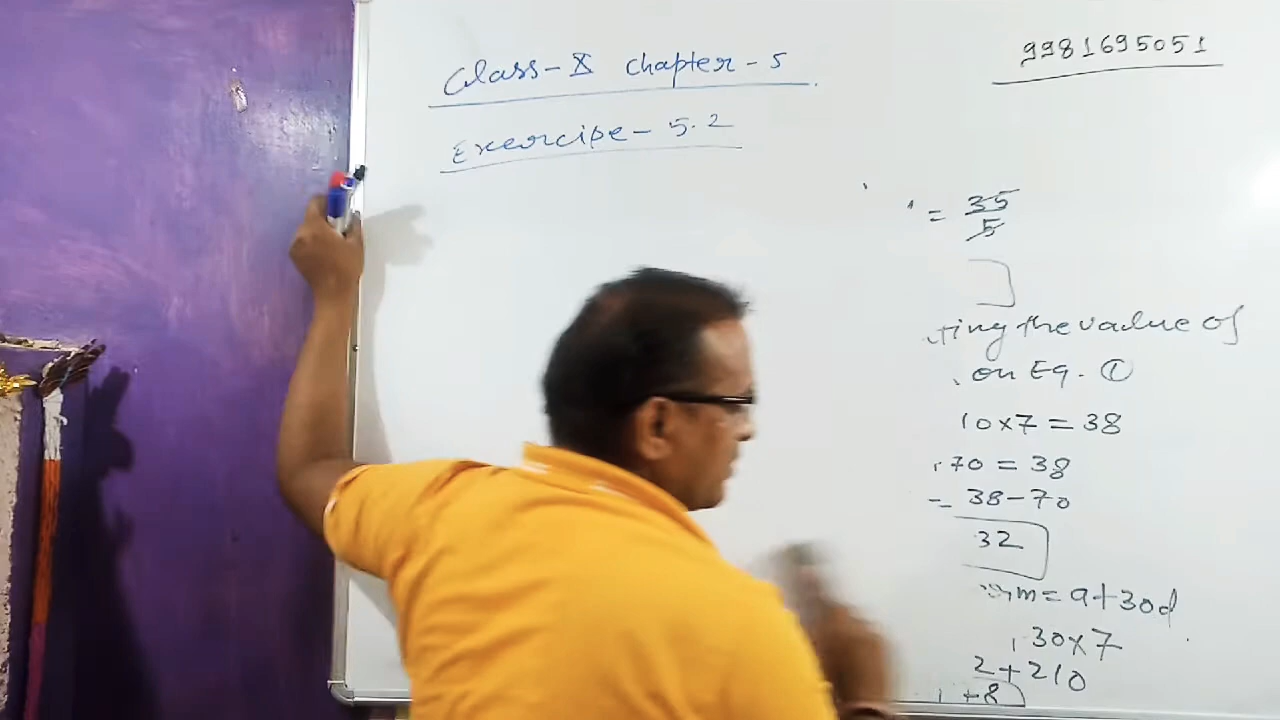 Class-X Chapter-5
9981695051
Exercise-5.2
= 35/5
ting the value of
on Eq. ①
10×7 = 38
70 = 38
= 38-70
32
m = a+30d
30×7
2+210
+8